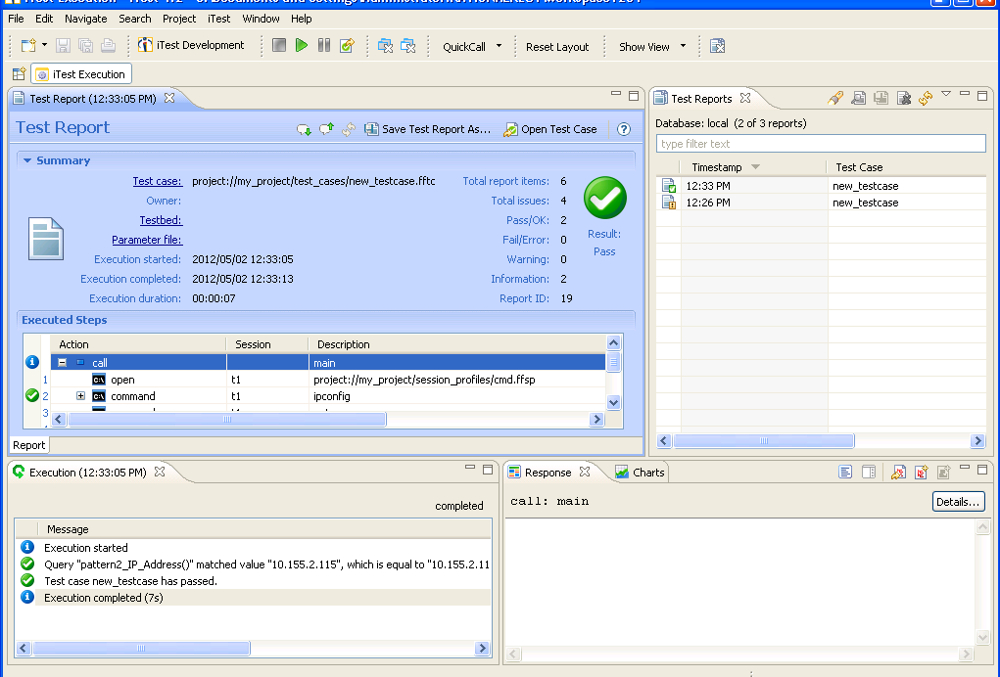 File Edit Navigate Search Project iTest Window Help
iTest Development QuickCall Reset Layout Show View
iTest Execution
Test Report (12:33:05 PM)
Test Report Save Test Report As... Open Test Case
Summary
Test case: project://my_project/test_cases/new_testcase.fftc Total report items: 6
Owner: Total issues: 4
Testbed: Pass/OK: 2
Parameter file: Fail/Error: 0
Result:
Pass
Execution started: 2012/05/02 12:33:05 Warning: 0
Execution completed: 2012/05/02 12:33:13 Information: 2
Execution duration: 00:00:07 Report ID: 19
Executed Steps
Action Session Description
call main
1 open t1 project://my_project/session_profiles/cmd.ffsp
2 command t1 ipconfig
3
Report
Test Reports
Database: local (2 of 3 reports)
type filter text
Timestamp Test Case
12:33 PM new_testcase
12:26 PM new_testcase
Execution (12:33:05 PM)
completed
Message
Execution started
Query "pattern2_IP_Address()" matched value "10.155.2.115", which is equal to "10.155.2.11
Test case new_testcase has passed.
Execution completed (7s)
Response Charts
call: main Details...